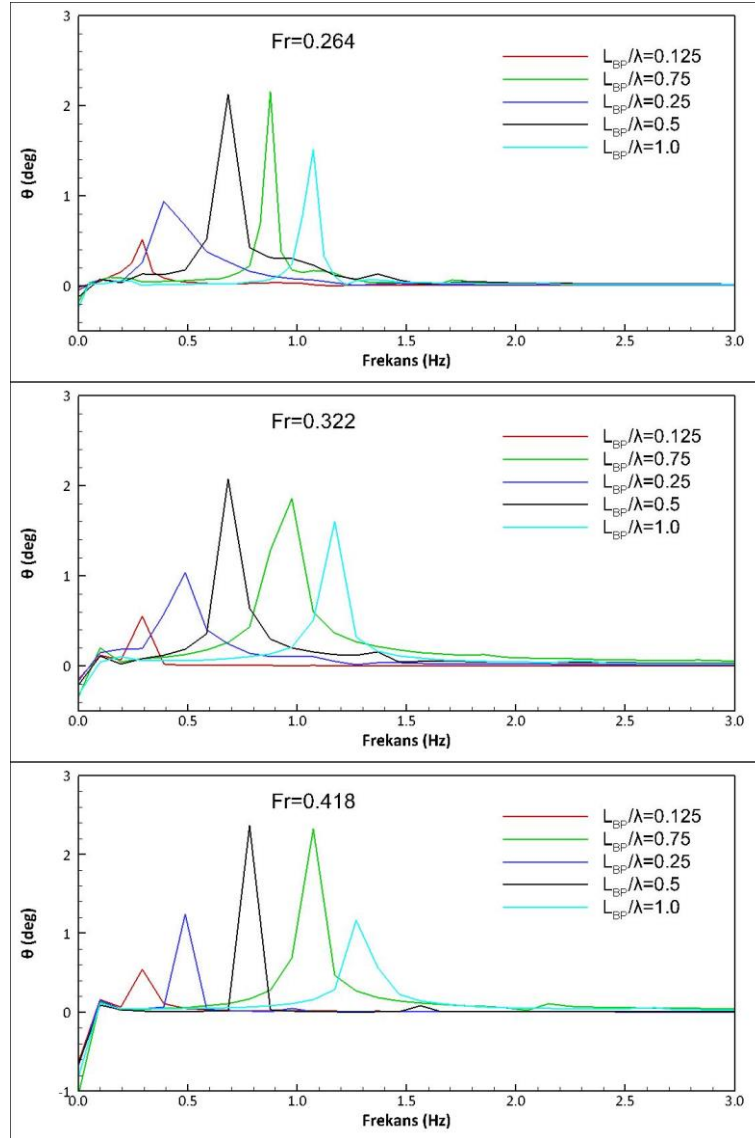 3
Fr=0.264
L_BP/λ=0.125
L_BP/λ=0.75
2
L_BP/λ=0.25
L_BP/λ=0.5
L_BP/λ=1.0
θ (deg)
1
0
0.0 0.5 1.0 1.5 2.0 2.5 3.0
Frekans (Hz)
3
Fr=0.322
L_BP/λ=0.125
L_BP/λ=0.75
2
L_BP/λ=0.25
L_BP/λ=0.5
L_BP/λ=1.0
θ (deg)
1
0
0.0 0.5 1.0 1.5 2.0 2.5 3.0
Frekans (Hz)
3
Fr=0.418
L_BP/λ=0.125
L_BP/λ=0.75
2
L_BP/λ=0.25
L_BP/λ=0.5
L_BP/λ=1.0
θ (deg)
1
0
-1
0.0 0.5 1.0 1.5 2.0 2.5 3.0
Frekans (Hz)